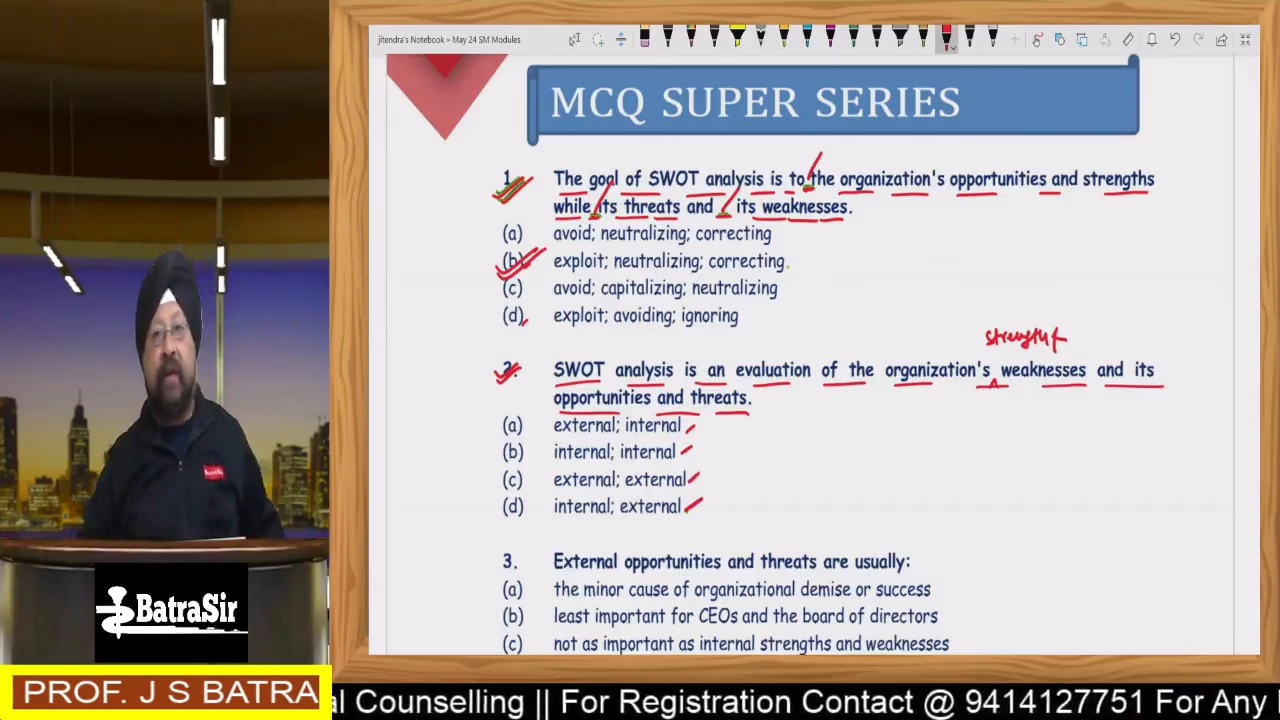 jitendra's Notebook » May 24 SM Modules
MCQ SUPER SERIES
1. The goal of SWOT analysis is to the organization's opportunities and strengths
while its threats and its weaknesses.
(a) avoid; neutralizing; correcting
(b) exploit; neutralizing; correcting
(c) avoid; capitalizing; neutralizing
(d) exploit; avoiding; ignoring
strength
2. SWOT analysis is an evaluation of the organization's weaknesses and its
opportunities and threats.
(a) external; internal
(b) internal; internal
(c) external; external
(d) internal; external
3. External opportunities and threats are usually:
(a) the minor cause of organizational demise or success
(b) least important for CEOs and the board of directors
(c) not as important as internal strengths and weaknesses
BatraSir
PROF. J S BATRA
al Counselling || For Registration Contact @ 9414127751 For Any